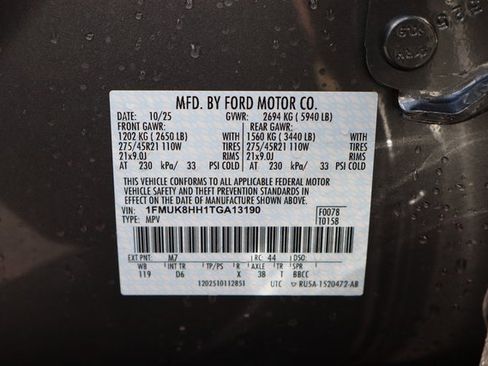 MFD. BY FORD MOTOR CO.
DATE: 10/25 GVWR: 2694 KG ( 5940 LB)
FRONT GAWR: REAR GAWR:
1202 KG ( 2650 LB) 1560 KG ( 3440 LB) WITH
275/45R21 110W 275/45R21 110W TIRES
21x9.0J 21x9.0J RIMS
AT 230 kPa/ 33 PSI COLD AT 230 kPa/ 33 PSI COLD
THIS VEHICLE CONFORMS TO ALL APPLICABLE FEDERAL MOTOR
VEHICLE SAFETY AND THEFT PREVENTION STANDARDS
IN EFFECT ON THE DATE OF MANUFACTURE SHOWN ABOVE.
VIN: 1FMUK8HH1TGA13190 F0078
TYPE: MPV T0158
EXT PNT: M7 RC: 44 DSO:
WB INT TR TP/PS R AX TR SPR
119 D6 X 38 T BBCC
1202510112851 UTC RU5A-1520472-AB